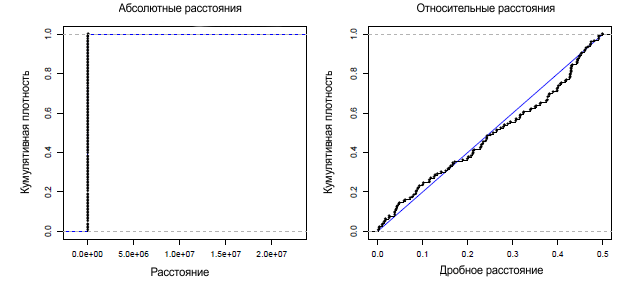 Абсолютные расстояния
Относительные расстояния
Кумулятивная плотность
1.0
0.8
0.6
0.4
0.2
0.0
0.0e+00 5.0e+06 1.0e+07 1.5e+07 2.0e+07
Расстояние
Кумулятивная плотность
1.0
0.8
0.6
0.4
0.2
0.0
0.0 0.1 0.2 0.3 0.4 0.5
Дробное расстояние